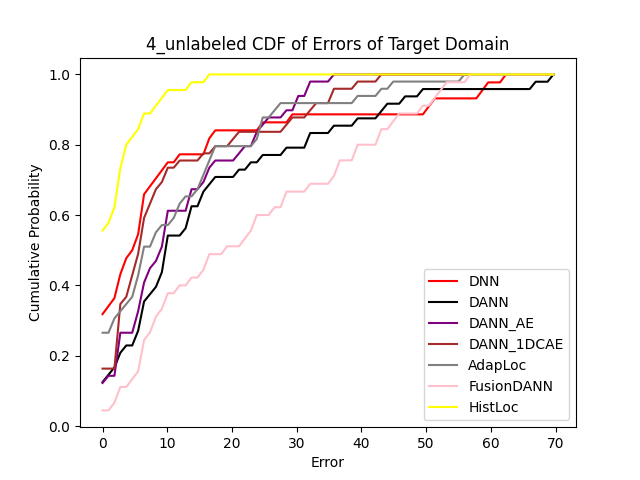 4_unlabeled CDF of Errors of Target Domain
1.0
0.8
0.6
0.4
0.2
0.0
Cumulative Probability
DNN
DANN
DANN_AE
DANN_1DCAE
AdapLoc
FusionDANN
HistLoc
0 10 20 30 40 50 60 70
Error